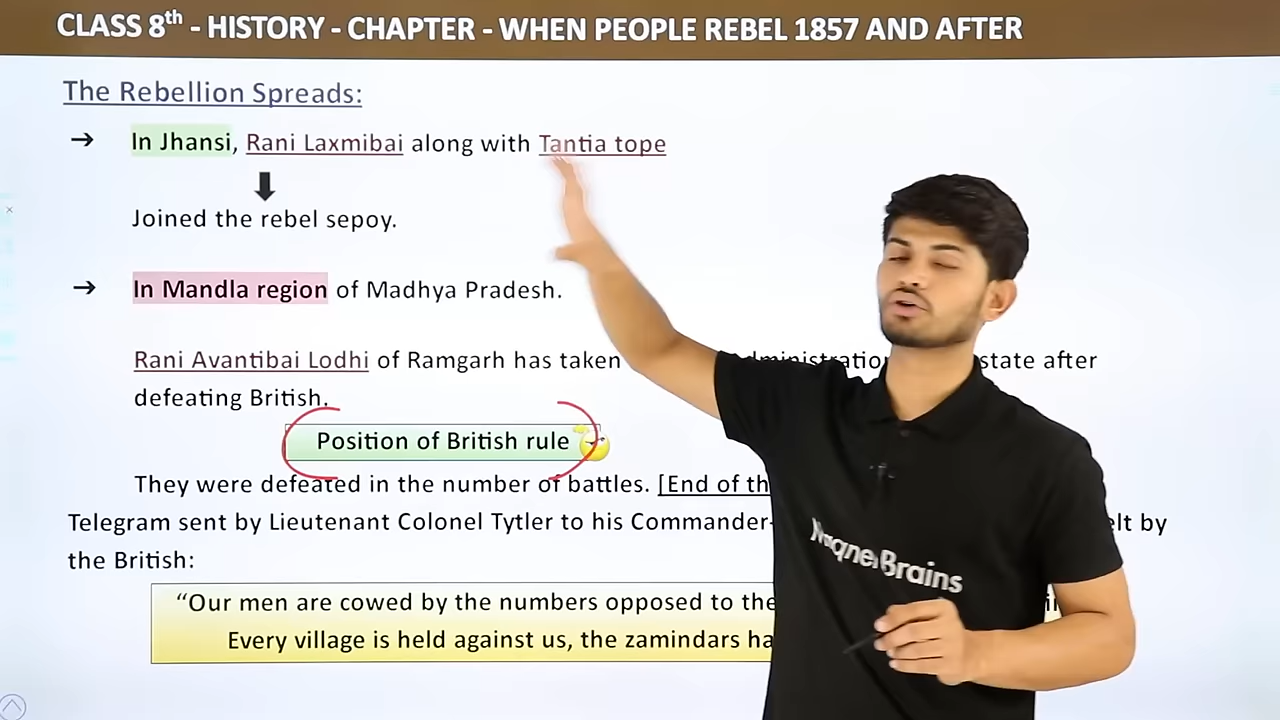 CLASS 8th - HISTORY - CHAPTER - WHEN PEOPLE REBEL 1857 AND AFTER
The Rebellion Spreads:
→ In Jhansi, Rani Laxmibai along with Tantia tope
Joined the rebel sepoy.
→ In Mandla region of Madhya Pradesh.
Rani Avantibai Lodhi of Ramgarh has taken state after
defeating British.
Position of British rule
They were defeated in the number of battles. [End of th
Telegram sent by Lieutenant Colonel Tytler to his Commander- elt by
the British:
“Our men are cowed by the numbers opposed to the
Every village is held against us, the zamindars ha
Magnet Brains